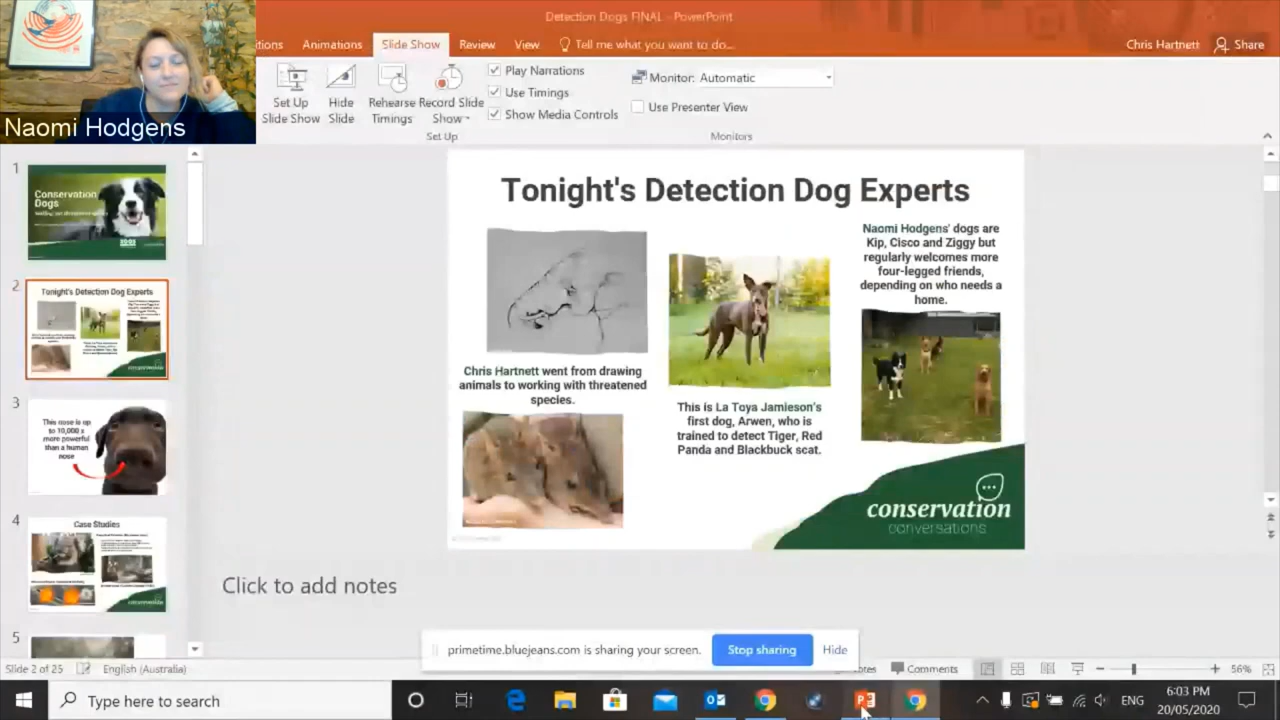 Detection Dogs FINAL - PowerPoint
Naomi Hodgens
tions Animations Slide Show Review View Tell me what you want to do...
Chris Hartnett Share
Set Up Slide Show
Hide Slide
Rehearse Timings
Record Slide Show
Play Narrations
Use Timings
Show Media Controls
Set Up
Monitor: Automatic
Use Presenter View
Monitors
1
Conservation
Dogs
2
Tonight's Detection Dog Experts
3
This nose is up
to 10,000 x
more powerful
than a human
nose
4
Case Studies
5
Tonight's Detection Dog Experts
Chris Hartnett went from drawing
animals to working with threatened
species.
This is La Toya Jamieson's
first dog, Arwen, who is
trained to detect Tiger, Red
Panda and Blackbuck scat.
Naomi Hodgens' dogs are
Kip, Cisco and Ziggy but
regularly welcomes more
four-legged friends,
depending on who needs a
home.
conservation
conversations
Click to add notes
primetime.bluejeans.com is sharing your screen. Stop sharing Hide
Slide 2 of 25 English (Australia)
otes Comments 56%
Type here to search
ENG
6:03 PM
20/05/2020